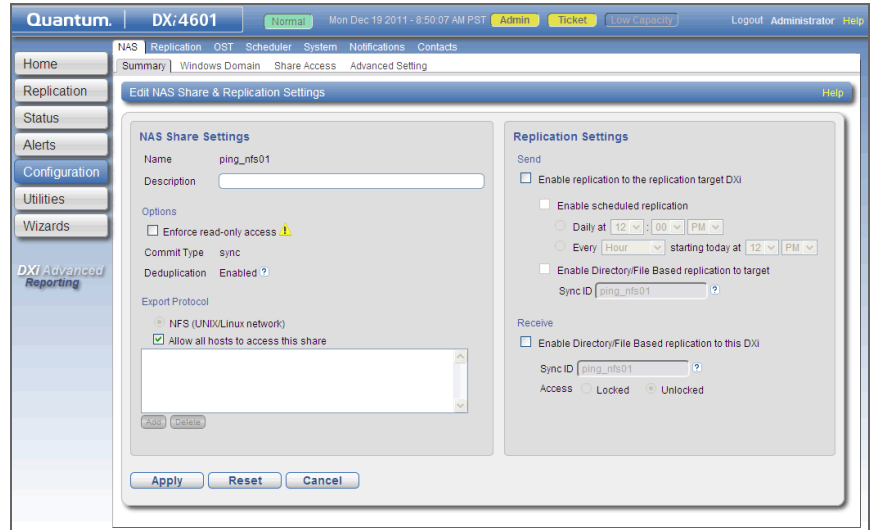 Quantum. DXi4601 Normal Mon Dec 19 2011 - 8:50:07 AM PST Admin Ticket Low Capacity Logout Administrator Help
NAS Replication OST Scheduler System Notifications Contacts
Summary Windows Domain Share Access Advanced Setting
Home
Replication
Status
Alerts
Configuration
Utilities
Wizards
DXi Advanced
Reporting
Edit NAS Share & Replication Settings Help
NAS Share Settings
Name ping_nfs01
Description
Options
Enforce read-only access
Commit Type sync
Deduplication Enabled ?
Export Protocol
NFS (UNIX/Linux network)
Allow all hosts to access this share
Add Delete
Replication Settings
Send
Enable replication to the replication target DXi
Enable scheduled replication
Daily at 12 : 00 PM
Every Hour starting today at 12 PM
Enable Directory/File Based replication to target
Sync ID ping_nfs01 ?
Receive
Enable Directory/File Based replication to this DXi
Sync ID ping_nfs01 ?
Access Locked Unlocked
Apply Reset Cancel